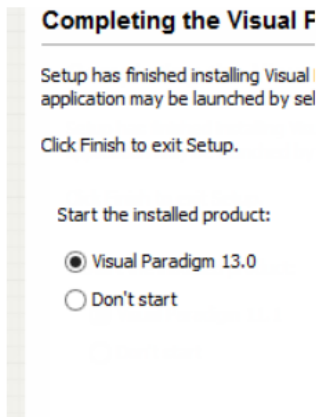 Completing the Visual
Setup has finished installing Visual
application may be launched by
Click Finish to exit Setup.
Start the installed product:
Visual Paradigm 13.0
Don't start